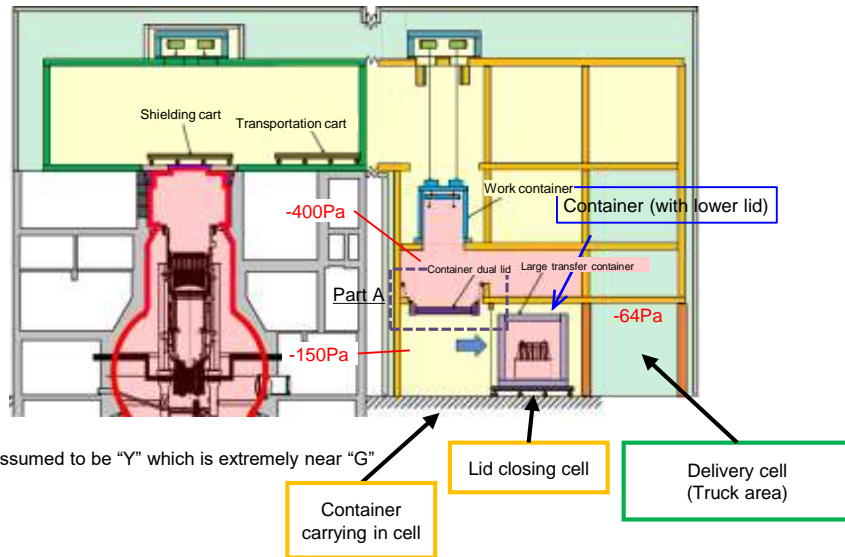 Shielding cart
Transportation cart
Work container
Container (with lower lid)
-400Pa
Container dual lid
Large transfer container
Part A
-64Pa
-150Pa
ssumed to be “Y” which is extremely near “G”
Lid closing cell
Delivery cell
(Truck area)
Container
carrying in cell